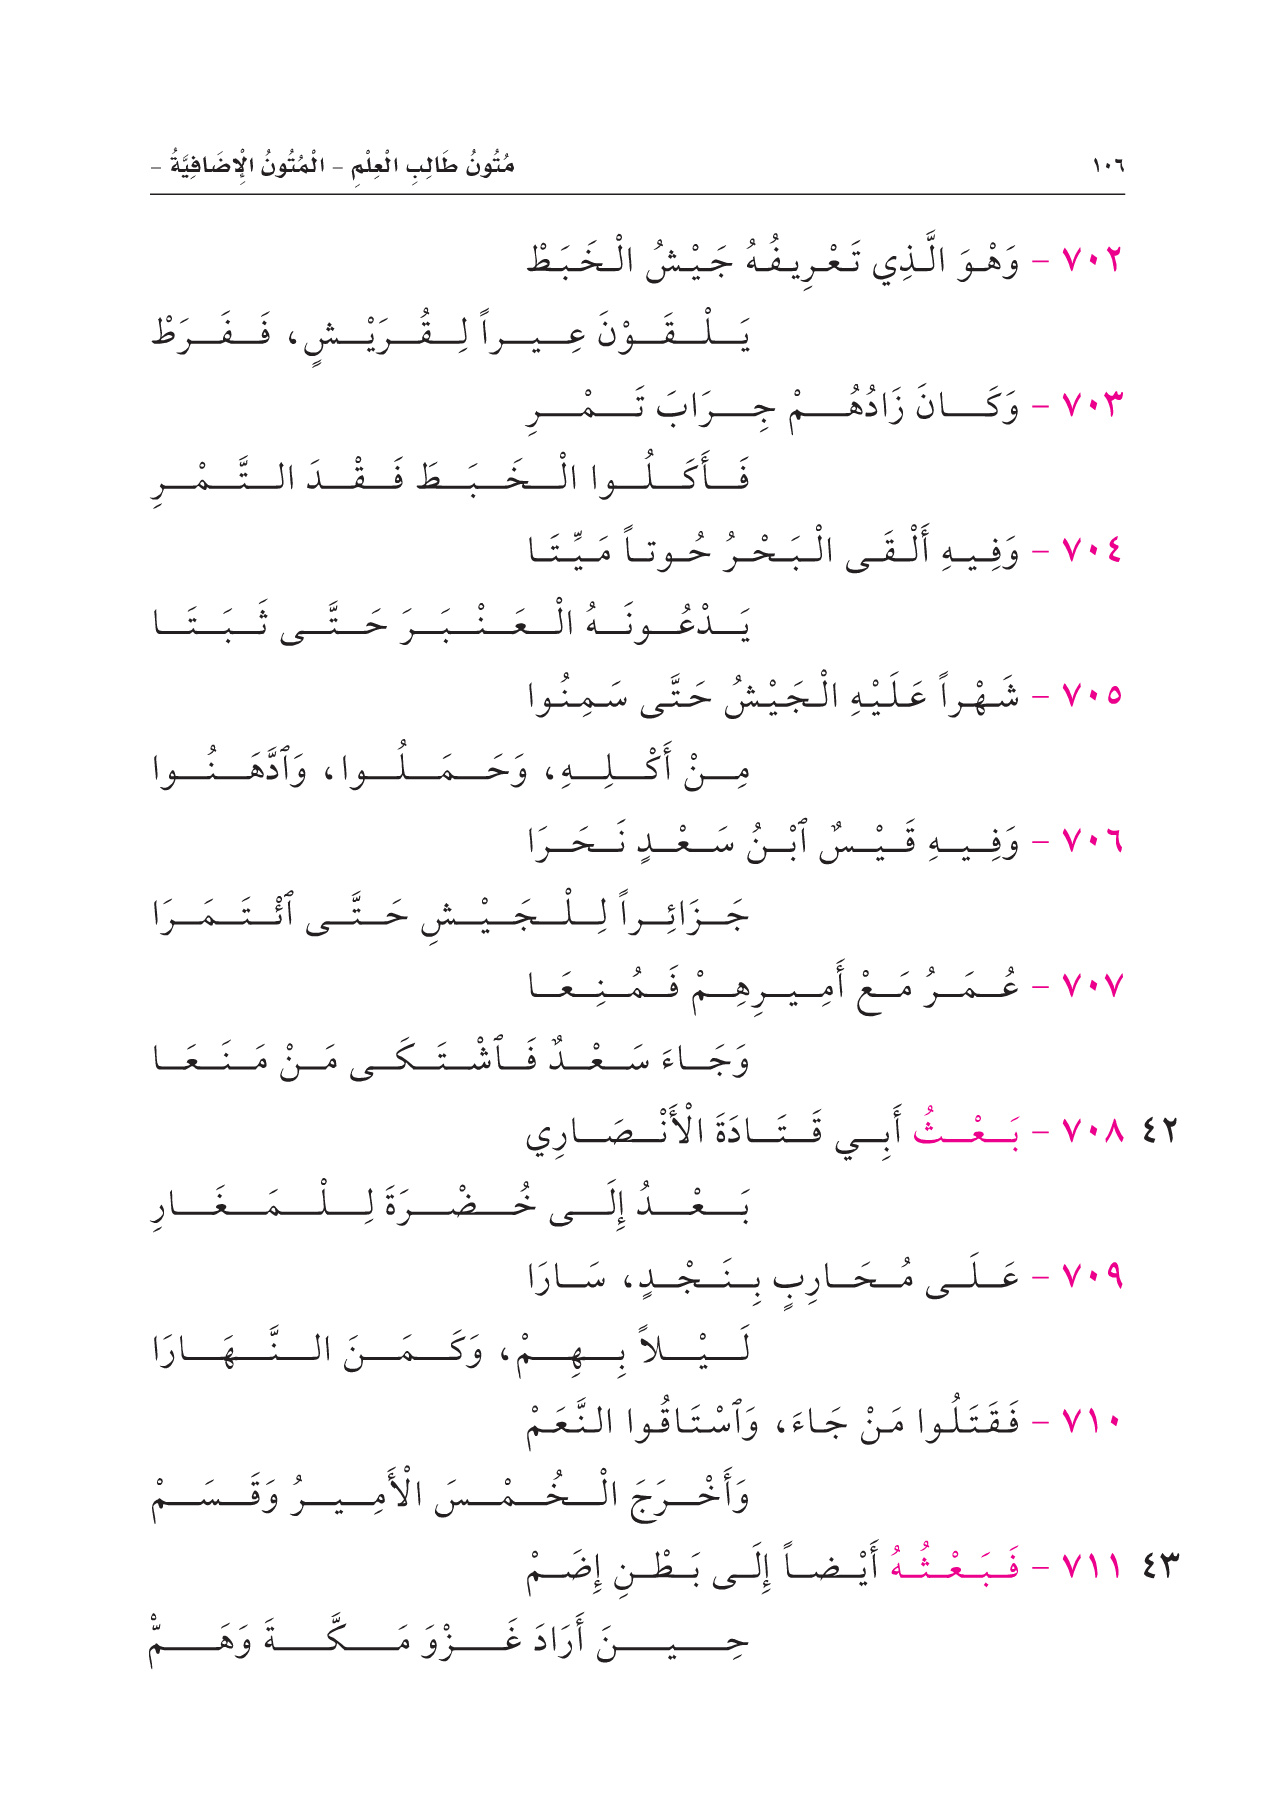 ١٠٦ مُتُونُ طَالِبِ الْعِلْمِ – الْمُتُونُ الْإِضَافِيَّةُ –
٧٠٢ – وَهْوَ الَّذِي تَعْرِيفُهُ جَيْشُ الْخَبَطْ
يَلْقَوْنَ عِيراً لِقُرَيْشٍ، فَفَرَطْ
٧٠٣ – وَكَانَ زَادُهُمْ جِرَابَ تَمْرِ
فَأَكَلُوا الْخَبَطَ فَقْدَ التَّمْرِ
٧٠٤ – وَفِيهِ أَلْقَى الْبَحْرُ حُوتاً مَيِّتَا
يَدْعُونَهُ الْعَنْبَرَ حَتَّى ثَبَتَا
٧٠٥ – شَهْراً عَلَيْهِ الْجَيْشُ حَتَّى سَمِنُوا
مِنْ أَكْلِهِ، وَحَمَلُوا، وَٱدَّهَنُوا
٧٠٦ – وَفِيهِ قَيْسٌ ٱبْنُ سَعْدٍ نَحَرَا
جَزَائِراً لِلْجَيْشِ حَتَّى ٱئْتَمَرَا
٧٠٧ – عُمَرُ مَعْ أَمِيرِهِمْ فَمُنِعَا
وَجَاءَ سَعْدٌ فَٱشْتَكَى مَنْ مَنَعَا
٤٢ ٧٠٨ – بَعْثُ أَبِي قَتَادَةَ الْأَنْصَارِي
بَعْدُ إِلَى خُضْرَةَ لِلْمَغَارِ
٧٠٩ – عَلَى مُحَارِبٍ بِنَجْدٍ، سَارَا
لَيْلاً بِهِمْ، وَكَمَنَ النَّهَارَا
٧١٠ – فَقَتَلُوا مَنْ جَاءَ، وَٱسْتَاقُوا النَّعَمْ
وَأَخْرَجَ الْخُمْسَ الْأَمِيرُ وَقَسَمْ
٤٣ ٧١١ – فَبَعْثُهُ أَيْضاً إِلَى بَطْنِ إِضَمْ
حِينَ أَرَادَ غَزْوَ مَكَّةَ وَهَمّْ